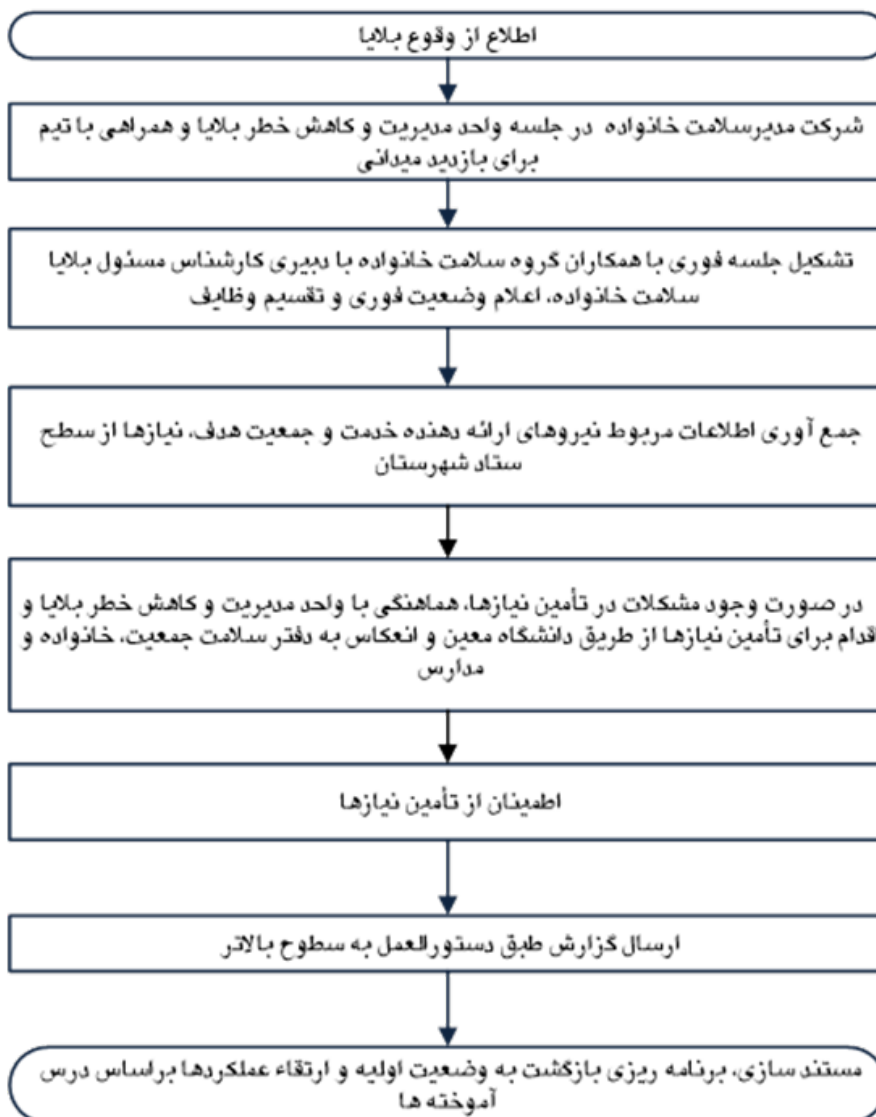 اطلاع از وقوع بلایا
شرکت مدیرسلامت خانواده در جلسه واحد مدیریت و کاهش خطر بلایا و همراهی با تیم
برای بازدید میدانی
تشکیل جلسه فوری با همکاران گروه سلامت خانواده با دبیری کارشناس مسئول بلایا
سلامت خانواده، اعلام وضعیت فوری و تقسیم وظایف
جمع آوری اطلاعات مربوط نیروهای ارائه دهنده خدمت و جمعیت هدف، نیازها از سطح
ستاد شهرستان
در صورت وجود مشکلات در تأمین نیازها، هماهنگی با واحد مدیریت و کاهش خطر بلایا و
اقدام برای تأمین نیازها از طریق دانشگاه معین و انعکاس به دفتر سلامت جمعیت، خانواده و
مدارس
اطمینان از تأمین نیازها
ارسال گزارش طبق دستورالعمل به سطوح بالاتر
مستند سازی، برنامه ریزی بازگشت به وضعیت اولیه و ارتقاء عملکردها براساس درس
آموخته ها